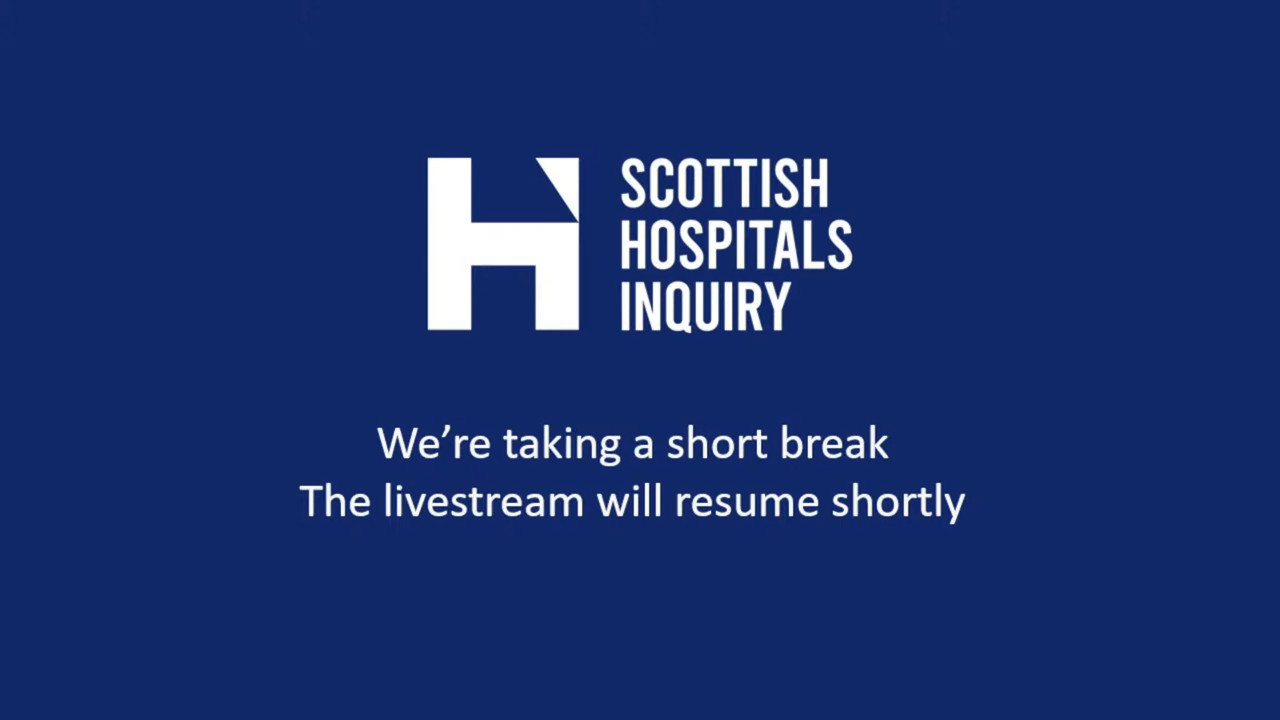 SCOTTISH
HOSPITALS
INQUIRY
We’re taking a short break
The livestream will resume shortly